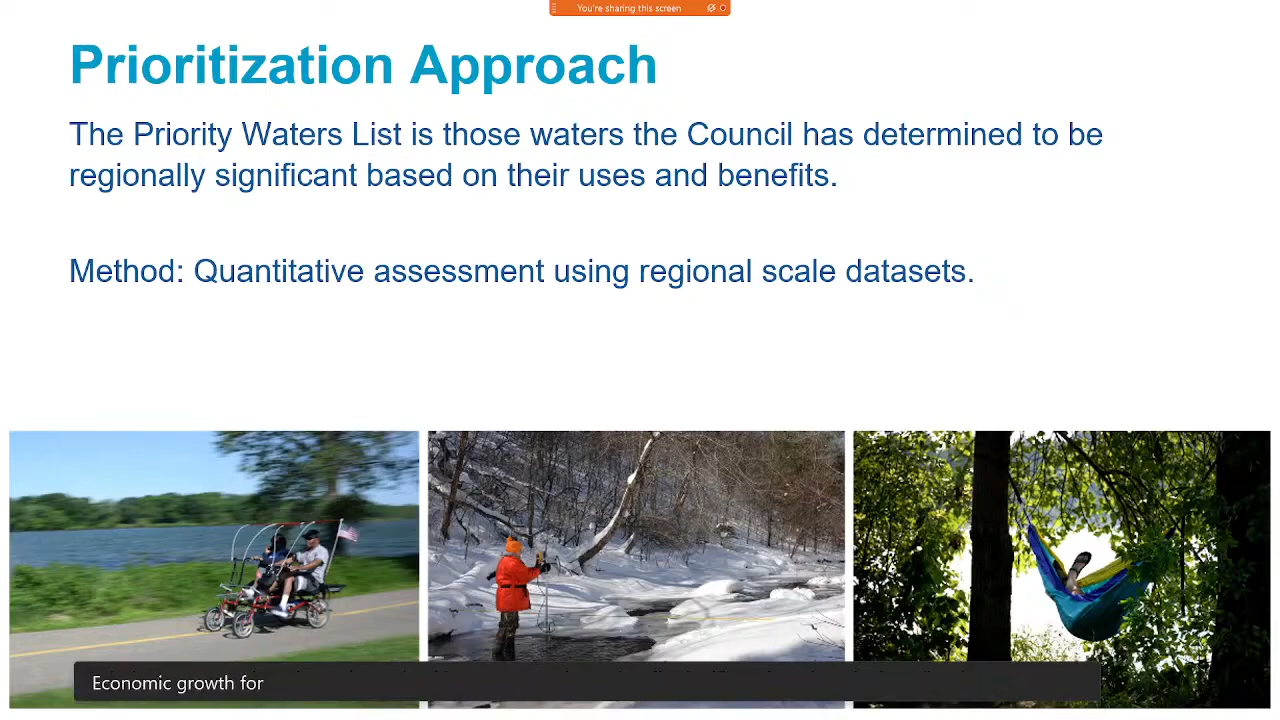 You're sharing this screen
Prioritization Approach
The Priority Waters List is those waters the Council has determined to be
regionally significant based on their uses and benefits.
Method: Quantitative assessment using regional scale datasets.
Economic growth for